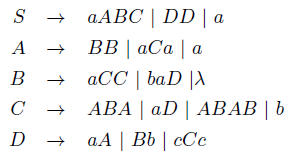 S → aABC | DD | a
A → BB | aCa | a
B → aCC | baD |λ
C → ABA | aD | ABAB | b
D → aA | Bb | cCc